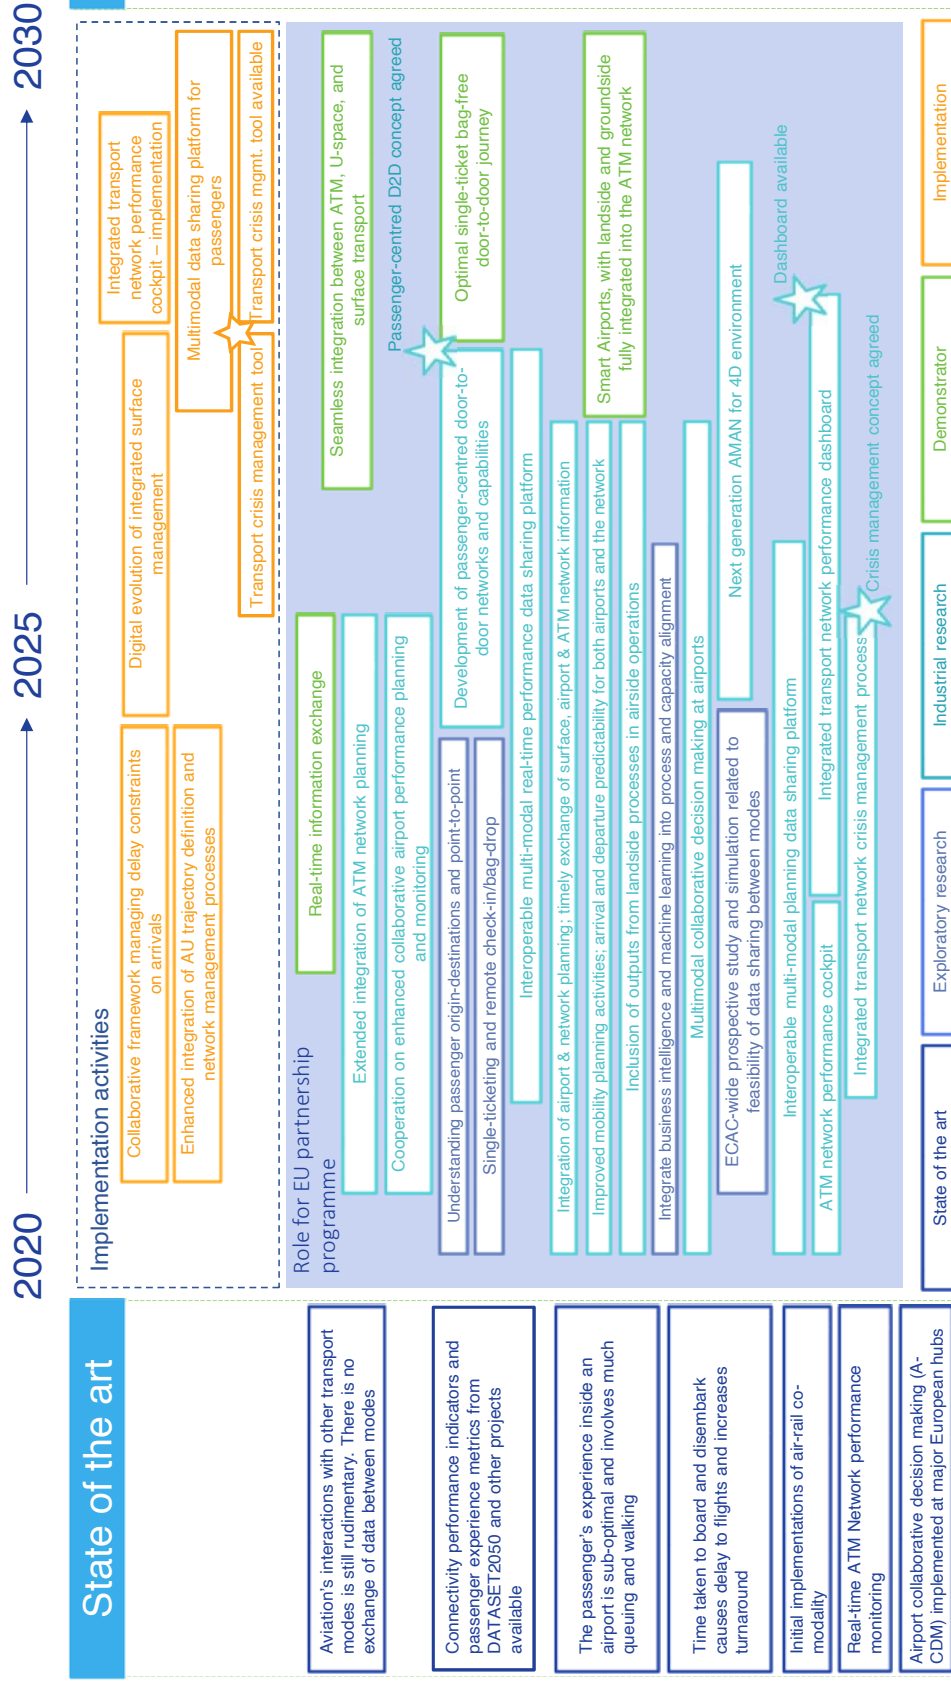 2020
2025
2030
State of the art
Aviation's interactions with other transport
modes is still rudimentary. There is no
exchange of data between modes
Connectivity performance indicators and
passenger experience metrics from
DATASET2050 and other projects
available
The passenger's experience inside an
airport is sub-optimal and involves much
queuing and walking
Time taken to board and disembark
causes delay to flights and increases
turnaround
Initial implementations of air-rail co-
modality
Real-time ATM Network performance
monitoring
Airport collaborative decision making (A-
CDM) implemented at major European hubs
Implementation activities
Collaborative framework managing delay constraints
on arrivals
Enhanced integration of AU trajectory definition and
network management processes
Digital evolution of integrated surface
management
Integrated transport
network performance
cockpit – implementation
Multimodal data sharing platform for
passengers
Transport crisis management tool
Transport crisis mgmt. tool available
Role for EU partnership
programme
Real-time information exchange
Seamless integration between ATM, U-space, and
surface transport
Extended integration of ATM network planning
Cooperation on enhanced collaborative airport performance planning
and monitoring
Passenger-centred D2D concept agreed
Understanding passenger origin-destinations and point-to-point
Single-ticketing and remote check-in/bag-drop
Development of passenger-centred door-to-
door networks and capabilities
Optimal single-ticket bag-free
door-to-door journey
Interoperable multi-modal real-time performance data sharing platform
Integration of airport & network planning; timely exchange of surface, airport & ATM network information
Improved mobility planning activities; arrival and departure predictability for both airports and the network
Inclusion of outputs from landside processes in airside operations
Smart Airports, with landside and groundside
fully integrated into the ATM network
Integrate business intelligence and machine learning into process and capacity alignment
Multimodal collaborative decision making at airports
ECAC-wide prospective study and simulation related to
feasibility of data sharing between modes
Next generation AMAN for 4D environment
Interoperable multi-modal planning data sharing platform
Dashboard available
ATM network performance cockpit
Integrated transport network performance dashboard
Integrated transport network crisis management process
Crisis management concept agreed
State of the art
Exploratory research
Industrial research
Demonstrator
Implementation